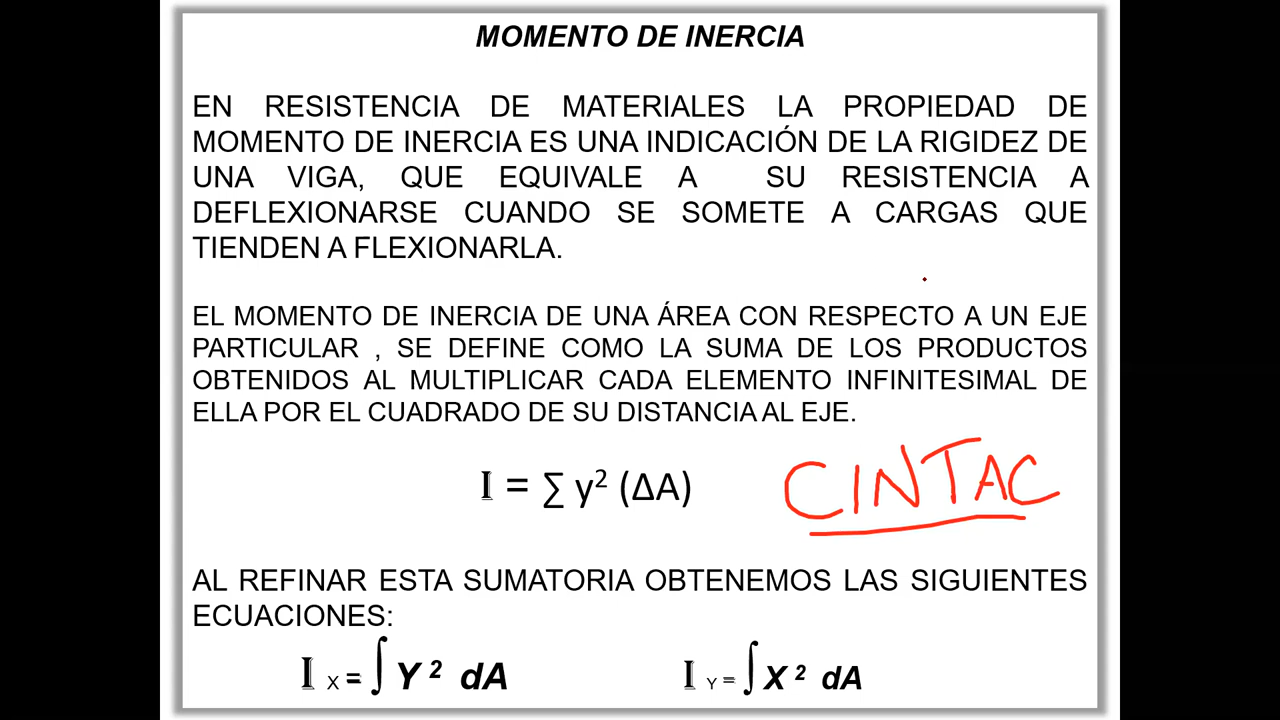 MOMENTO DE INERCIA
EN RESISTENCIA DE MATERIALES LA PROPIEDAD DE
MOMENTO DE INERCIA ES UNA INDICACIÓN DE LA RIGIDEZ DE
UNA VIGA, QUE EQUIVALE A SU RESISTENCIA A
DEFLEXIONARSE CUANDO SE SOMETE A CARGAS QUE
TIENDEN A FLEXIONARLA.
EL MOMENTO DE INERCIA DE UNA ÁREA CON RESPECTO A UN EJE
PARTICULAR , SE DEFINE COMO LA SUMA DE LOS PRODUCTOS
OBTENIDOS AL MULTIPLICAR CADA ELEMENTO INFINITESIMAL DE
ELLA POR EL CUADRADO DE SU DISTANCIA AL EJE.
I = ∑ y² (ΔA)
CINTAC
AL REFINAR ESTA SUMATORIA OBTENEMOS LAS SIGUIENTES
ECUACIONES:
I X = ∫ Y ² dA I Y = ∫ X ² dA